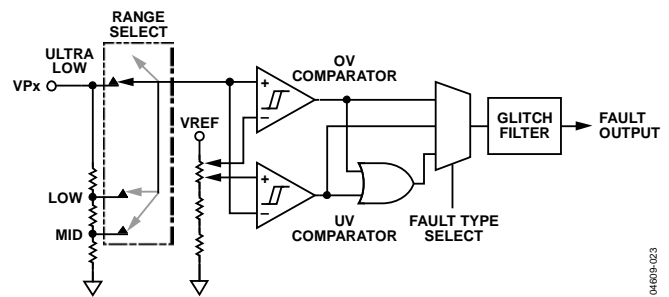 RANGE
SELECT
ULTRA
LOW
VPx
LOW
MID
VREF
+
–
OV
COMPARATOR
+
–
UV
COMPARATOR
FAULT TYPE
SELECT
GLITCH
FILTER
FAULT
OUTPUT
04609-023